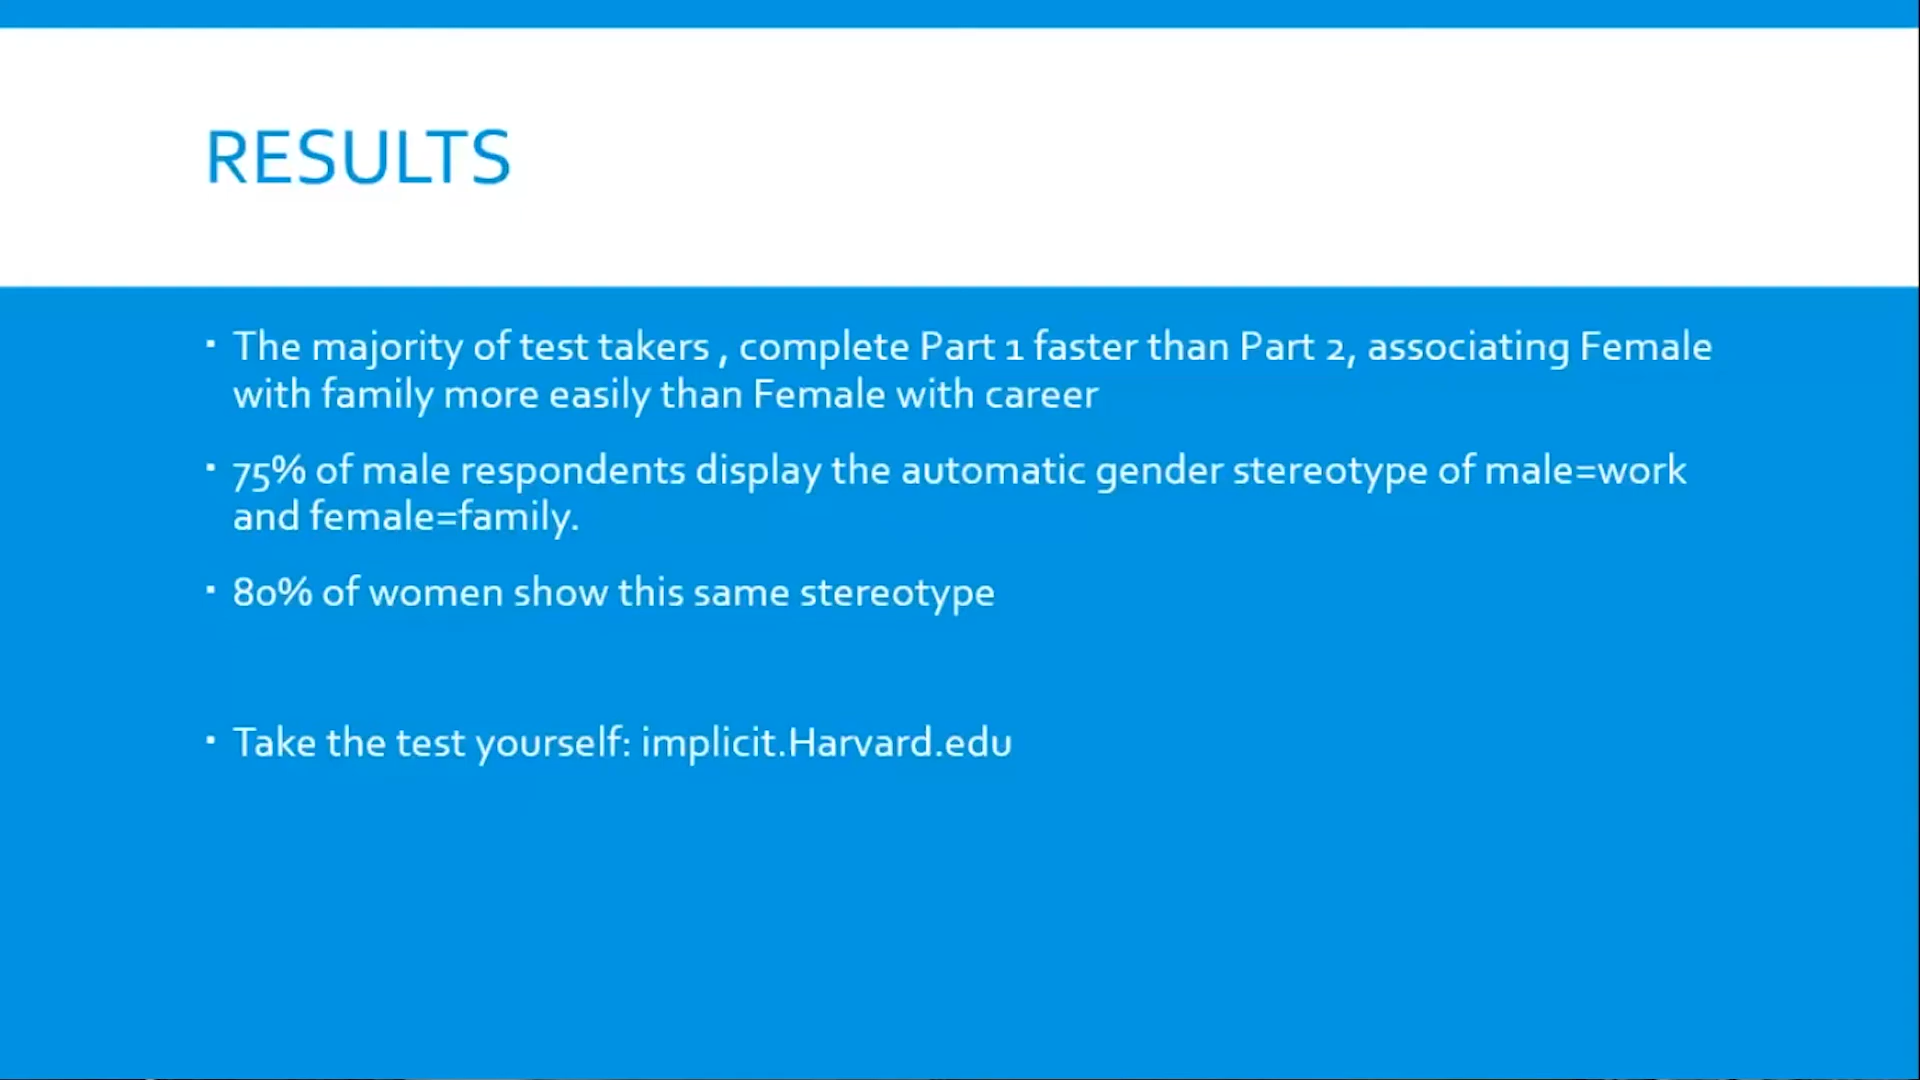 RESULTS
▪ The majority of test takers , complete Part 1 faster than Part 2, associating Female
with family more easily than Female with career
▪ 75% of male respondents display the automatic gender stereotype of male=work
and female=family.
▪ 80% of women show this same stereotype
▪ Take the test yourself: implicit.Harvard.edu